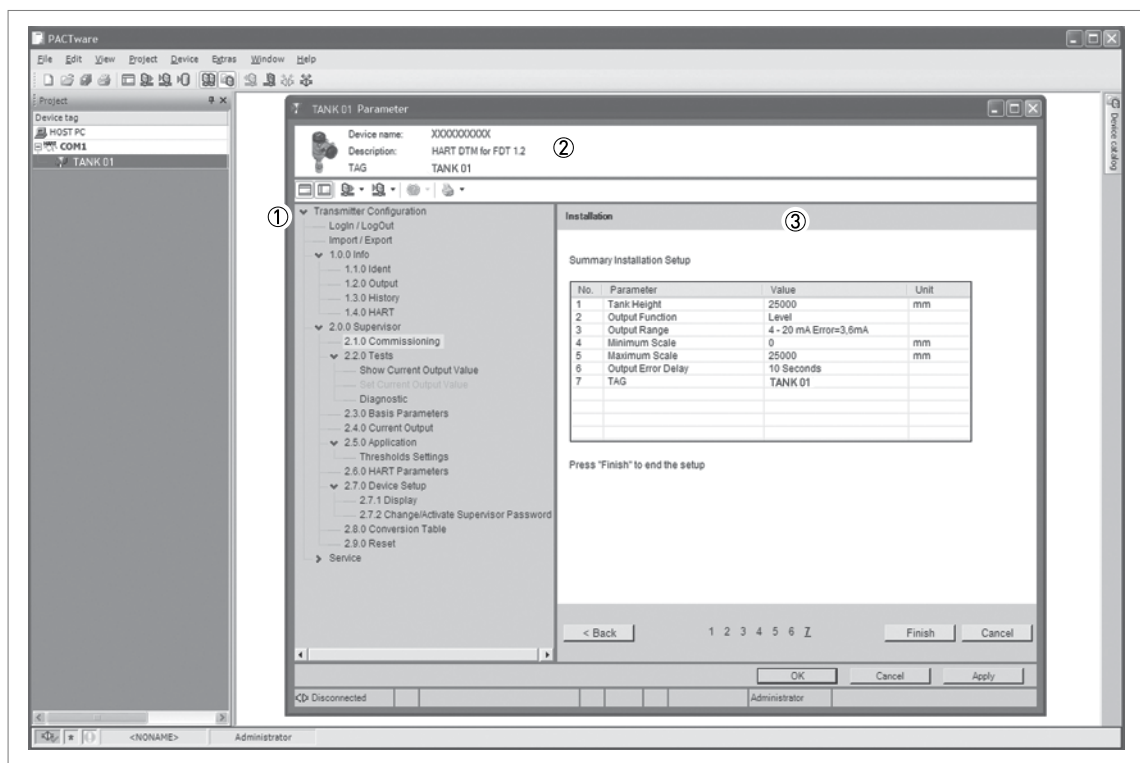 PACTware
File Edit View Project Device Extras Window Help
Project
Device tag
HOST PC
COM1
TANK 01
Device catalog
TANK 01 Parameter
Device name: XXXXXXXXXX
Description: HART DTM for FDT 1.2
TAG TANK 01
②
①
Transmitter Configuration
Login / LogOut
Import / Export
1.0.0 Info
1.1.0 Ident
1.2.0 Output
1.3.0 History
1.4.0 HART
2.0.0 Supervisor
2.1.0 Commissioning
2.2.0 Tests
Show Current Output Value
Set Current Output Value
Diagnostic
2.3.0 Basis Parameters
2.4.0 Current Output
2.5.0 Application
Thresholds Settings
2.6.0 HART Parameters
2.7.0 Device Setup
2.7.1 Display
2.7.2 Change/Activate Supervisor Password
2.8.0 Conversion Table
2.9.0 Reset
Service
Installation
③
Summary Installation Setup
No. Parameter Value Unit
1 Tank Height 25000 mm
2 Output Function Level
3 Output Range 4 - 20 mA Error=3,6mA
4 Minimum Scale 0 mm
5 Maximum Scale 25000 mm
6 Output Error Delay 10 Seconds
7 TAG TANK 01
Press "Finish" to end the setup
< Back 1 2 3 4 5 6 7 Finish Cancel
OK Cancel Apply
Disconnected Administrator
<NONAME> Administrator